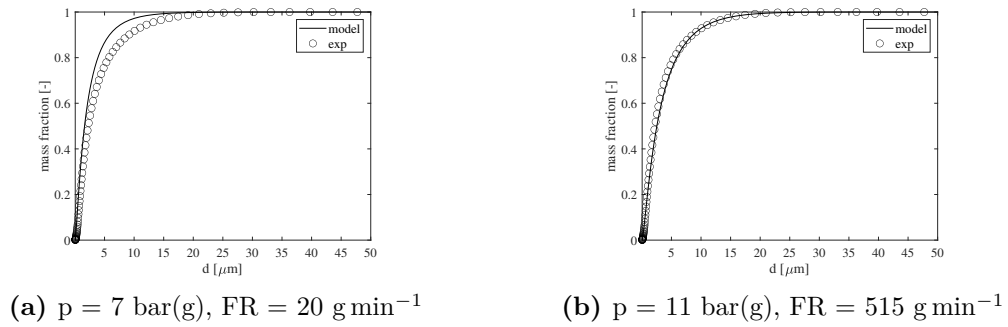 1
0.8
0.6
0.4
0.2
0
mass fraction [-]
5 10 15 20 25 30 35 40 45 50
d [μm]
model
exp
(a) p = 7 bar(g), FR = 20 g min⁻¹
1
0.8
0.6
0.4
0.2
0
mass fraction [-]
5 10 15 20 25 30 35 40 45 50
d [μm]
model
exp
(b) p = 11 bar(g), FR = 515 g min⁻¹